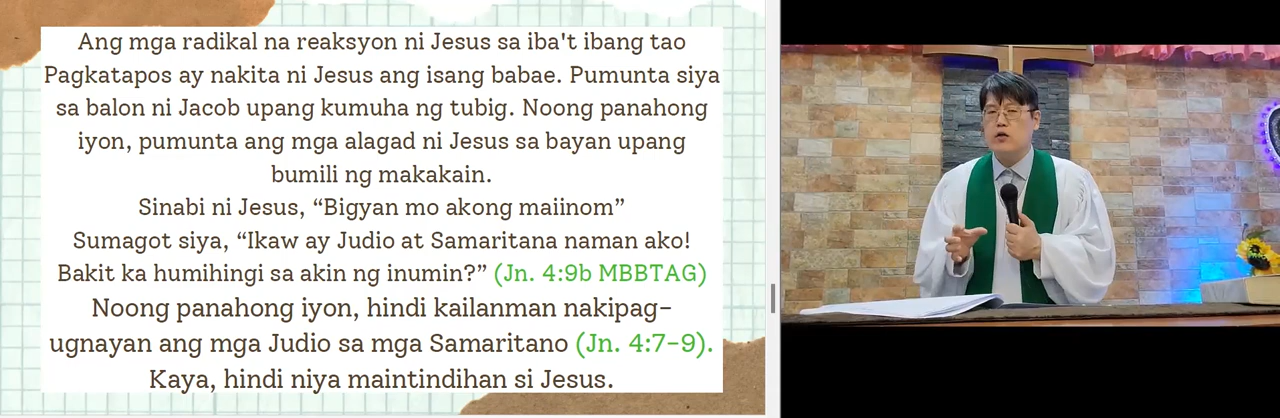 Ang mga radikal na reaksyon ni Jesus sa iba't ibang tao
Pagkatapos ay nakita ni Jesus ang isang babae. Pumunta siya
sa balon ni Jacob upang kumuha ng tubig. Noong panahong
iyon, pumunta ang mga alagad ni Jesus sa bayan upang
bumili ng makakain.
Sinabi ni Jesus, “Bigyan mo akong maiinom”
Sumagot siya, “Ikaw ay Judio at Samaritana naman ako!
Bakit ka humihingi sa akin ng inumin?” (Jn. 4:9b MBBTAG)
Noong panahong iyon, hindi kailanman nakipag-
ugnayan ang mga Judio sa mga Samaritano (Jn. 4:7-9).
Kaya, hindi niya maintindihan si Jesus.